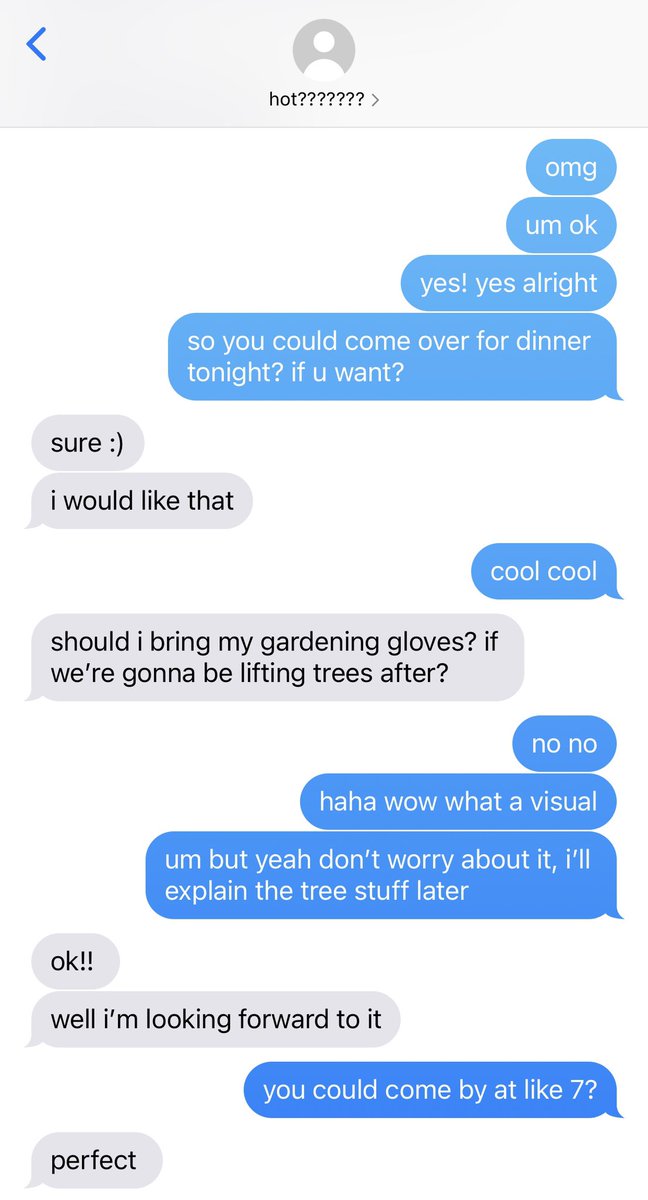 hot???????
omg
um ok
yes! yes alright
so you could come over for dinner
tonight? if u want?
sure :)
i would like that
cool cool
should i bring my gardening gloves? if
we’re gonna be lifting trees after?
no no
haha wow what a visual
um but yeah don’t worry about it, i’ll
explain the tree stuff later
ok!!
well i’m looking forward to it
you could come by at like 7?
perfect